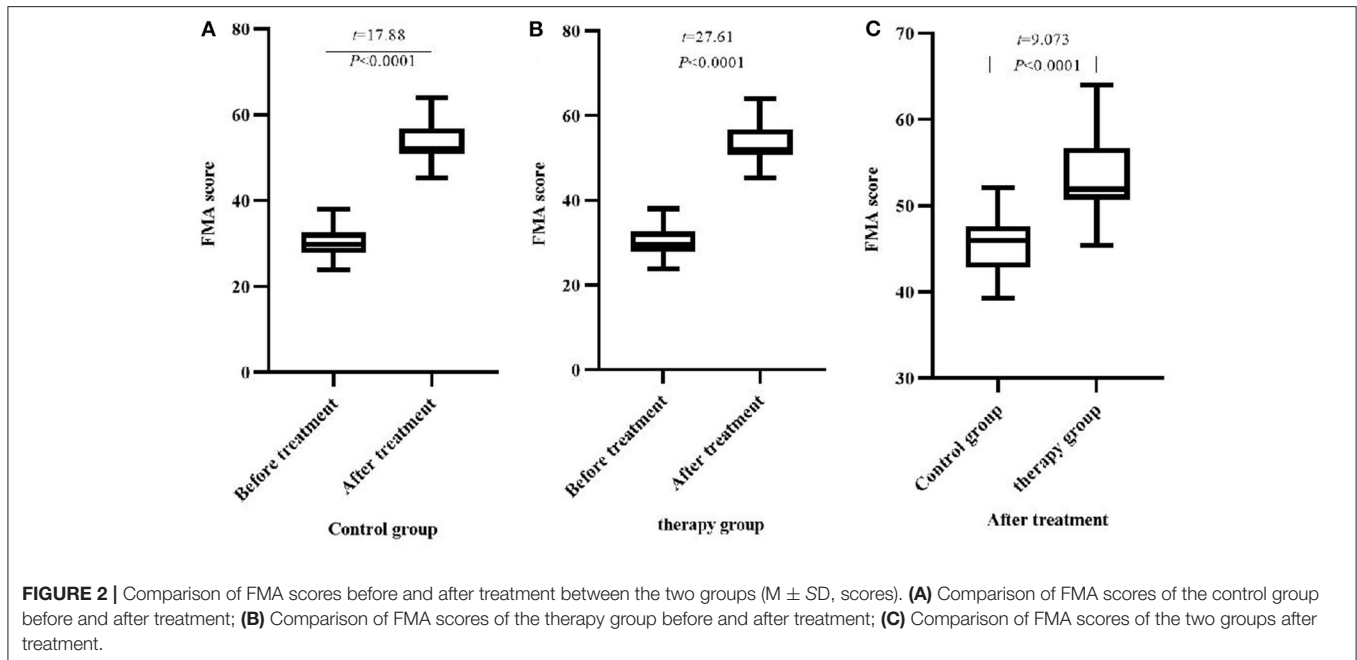 A
80
60
40
20
0
FMA score
t=17.88
P<0.0001
Before treatment
After treatment
Control group
B
80
60
40
20
0
FMA score
t=27.61
P<0.0001
Before treatment
After treatment
therapy group
C
70
60
50
40
30
FMA score
t=9.073
P<0.0001
Control group
therapy group
After treatment
FIGURE 2 | Comparison of FMA scores before and after treatment between the two groups (M ± SD, scores). (A) Comparison of FMA scores of the control group
before and after treatment; (B) Comparison of FMA scores of the therapy group before and after treatment; (C) Comparison of FMA scores of the two groups after
treatment.